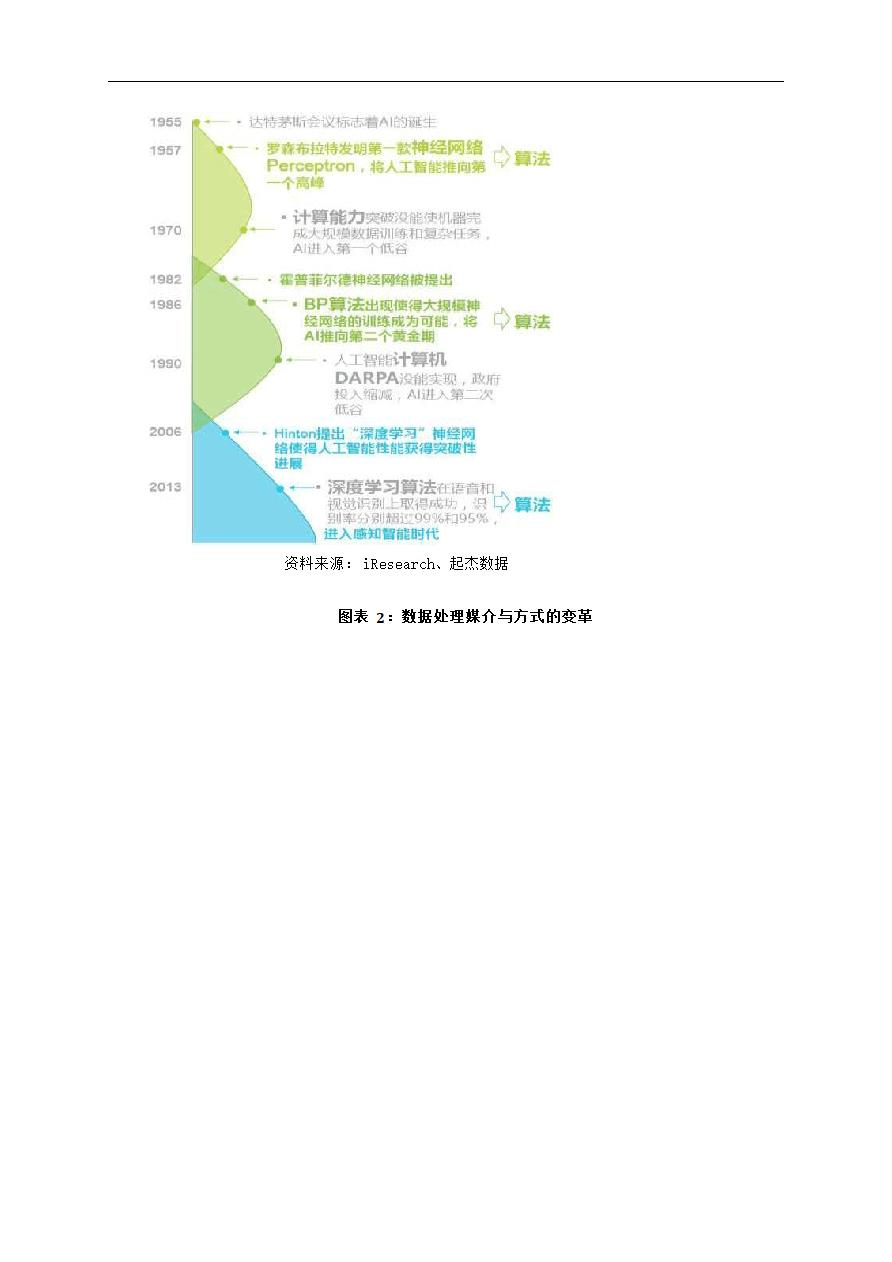 1955
达特茅斯会议标志着AI的诞生
1957
罗森布拉特发明第一款神经网络
Perceptron，将人工智能推向第
一个高峰
算法
1970
计算能力突破没能使机器完
成大规模数据训练和复杂任务，
AI进入第一个低谷
1982
霍普菲尔德神经网络被提出
1986
BP算法出现使得大规模神
经网络的训练成为可能，将
AI推向第二个黄金期
算法
1990
人工智能计算机
DARPA没能实现，政府
投入缩减，AI进入第二次
低谷
2006
Hinton提出“深度学习”神经网
络使得人工智能性能获得突破性
进展
2013
深度学习算法在语音和
视觉识别上取得成功，识
别率分别超过99%和95%，
进入感知智能时代
算法
资料来源：iResearch、起杰数据
图表 2：数据处理媒介与方式的变革